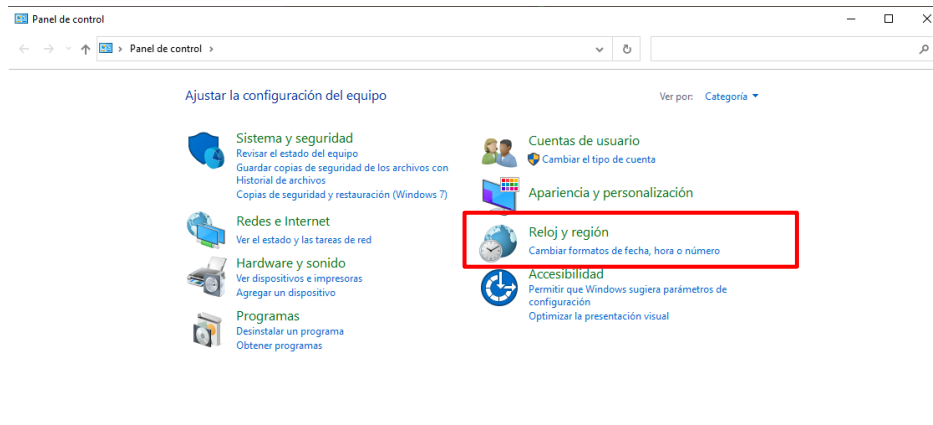 Panel de control
Panel de control
Ajustar la configuración del equipo
Ver por: Categoría
Sistema y seguridad
Revisar el estado del equipo
Guardar copias de seguridad de los archivos con
Historial de archivos
Copias de seguridad y restauración (Windows 7)
Redes e Internet
Ver el estado y las tareas de red
Hardware y sonido
Ver dispositivos e impresoras
Agregar un dispositivo
Programas
Desinstalar un programa
Obtener programas
Cuentas de usuario
Cambiar el tipo de cuenta
Apariencia y personalización
Reloj y región
Cambiar formatos de fecha, hora o número
Accesibilidad
Permitir que Windows sugiera parámetros de
configuración
Optimizar la presentación visual